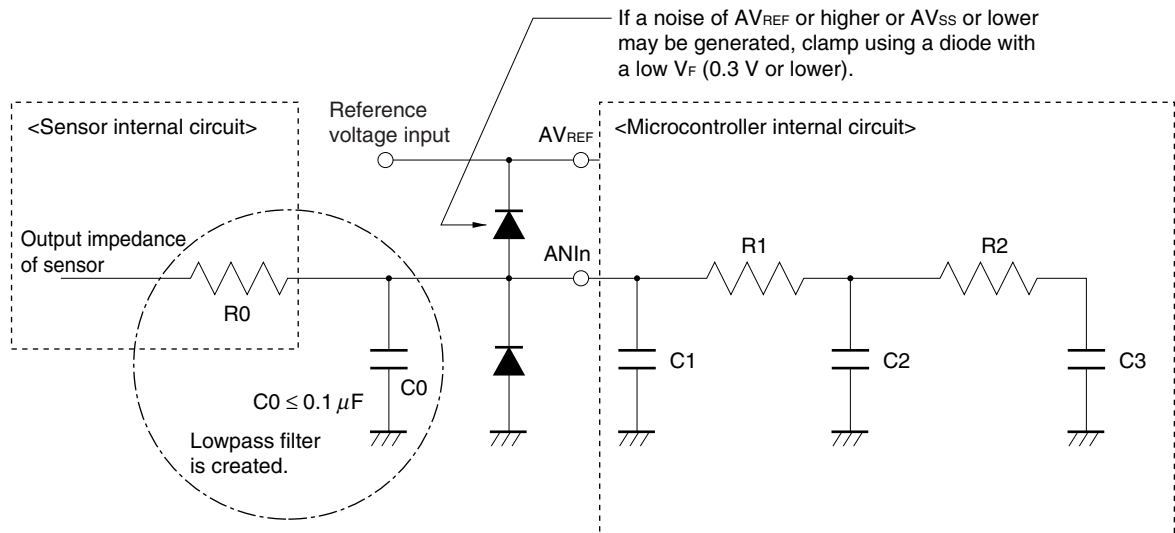 If a noise of AVREF or higher or AVSS or lower
may be generated, clamp using a diode with
a low VF (0.3 V or lower).
<Sensor internal circuit>
Reference
voltage input
AVREF
<Microcontroller internal circuit>
Output impedance
of sensor
ANIn
R1
R2
R0
C0
C1
C2
C3
C0 ≤ 0.1 μF
Lowpass filter
is created.